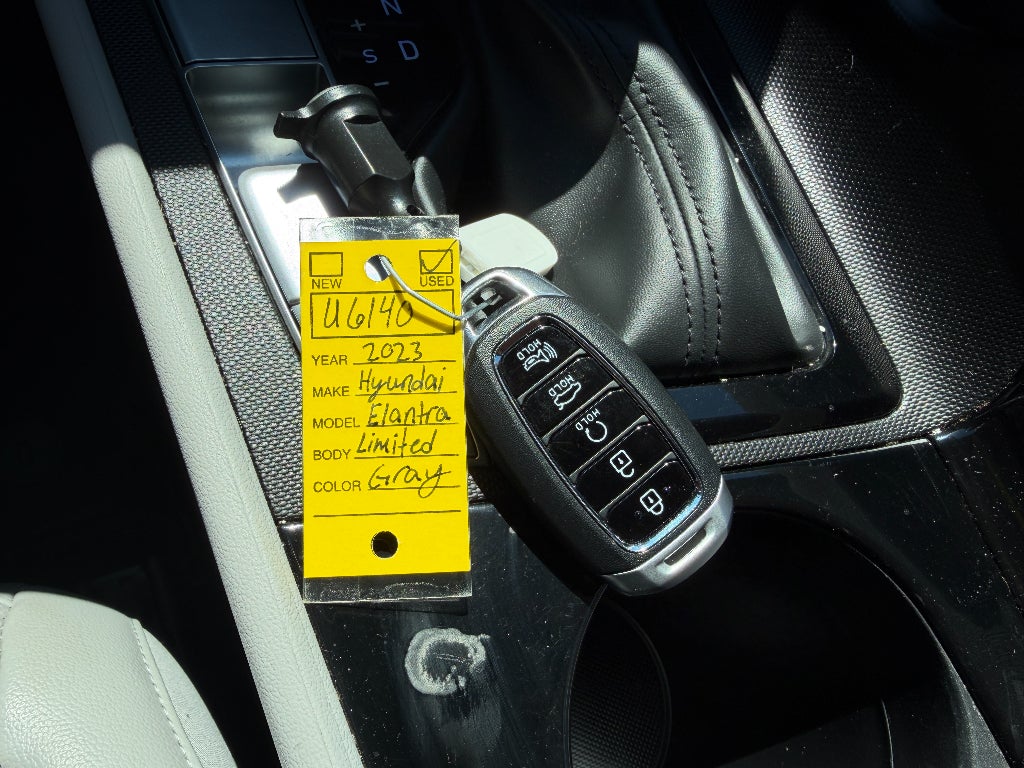 N
+
S D
-
NEW USED
U6140
YEAR 2023
MAKE Hyundai
MODEL Elantra
BODY Limited
COLOR Gray
HOLD
HOLD
HOLD